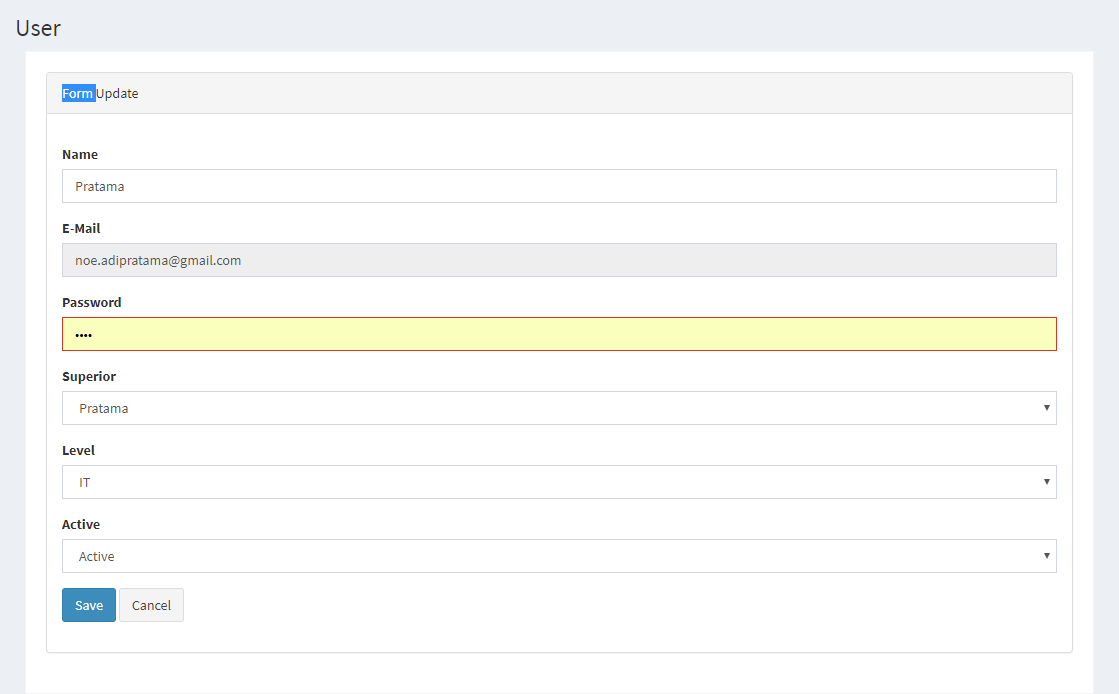 User
Form Update
Name
Pratama
E-Mail
noe.adipratama@gmail.com
Password
••••
Superior
Pratama
Level
IT
Active
Active
Save Cancel